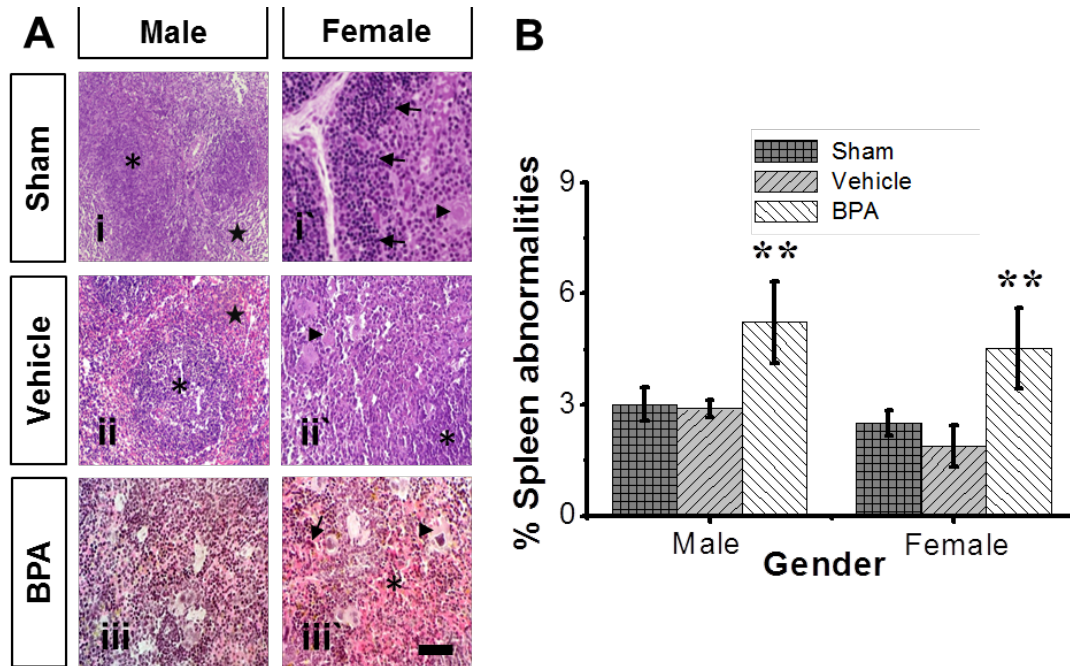 A
Male
Female
Sham
i
*
★
i`
Vehicle
ii
*
★
ii`
*
BPA
iii
iii`
*
B
% Spleen abnormalities
9
6
3
0
Sham
Vehicle
BPA
**
**
Male
Female
Gender